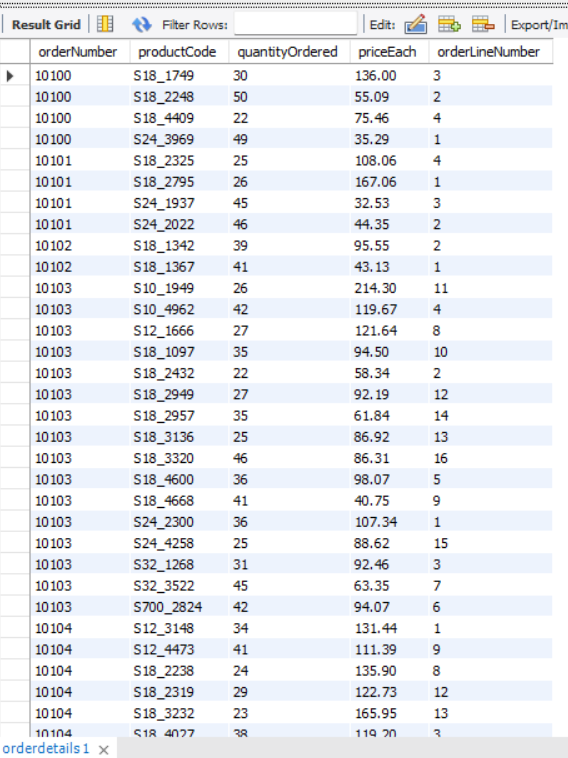 Result Grid Filter Rows: Edit: Export/Im
orderNumber productCode quantityOrdered priceEach orderLineNumber
10100 S18_1749 30 136.00 3
10100 S18_2248 50 55.09 2
10100 S18_4409 22 75.46 4
10100 S24_3969 49 35.29 1
10101 S18_2325 25 108.06 4
10101 S18_2795 26 167.06 1
10101 S24_1937 45 32.53 3
10101 S24_2022 46 44.35 2
10102 S18_1342 39 95.55 2
10102 S18_1367 41 43.13 1
10103 S10_1949 26 214.30 11
10103 S10_4962 42 119.67 4
10103 S12_1666 27 121.64 8
10103 S18_1097 35 94.50 10
10103 S18_2432 22 58.34 2
10103 S18_2949 27 92.19 12
10103 S18_2957 35 61.84 14
10103 S18_3136 25 86.92 13
10103 S18_3320 46 86.31 16
10103 S18_4600 36 98.07 5
10103 S18_4668 41 40.75 9
10103 S24_2300 36 107.34 1
10103 S24_4258 25 88.62 15
10103 S32_1268 31 92.46 3
10103 S32_3522 45 63.35 7
10103 S700_2824 42 94.07 6
10104 S12_3148 34 131.44 1
10104 S12_4473 41 111.39 9
10104 S18_2238 24 135.90 8
10104 S18_2319 29 122.73 12
10104 S18_3232 23 165.95 13
10104 S18_4027 38 119.20 3
orderdetails 1